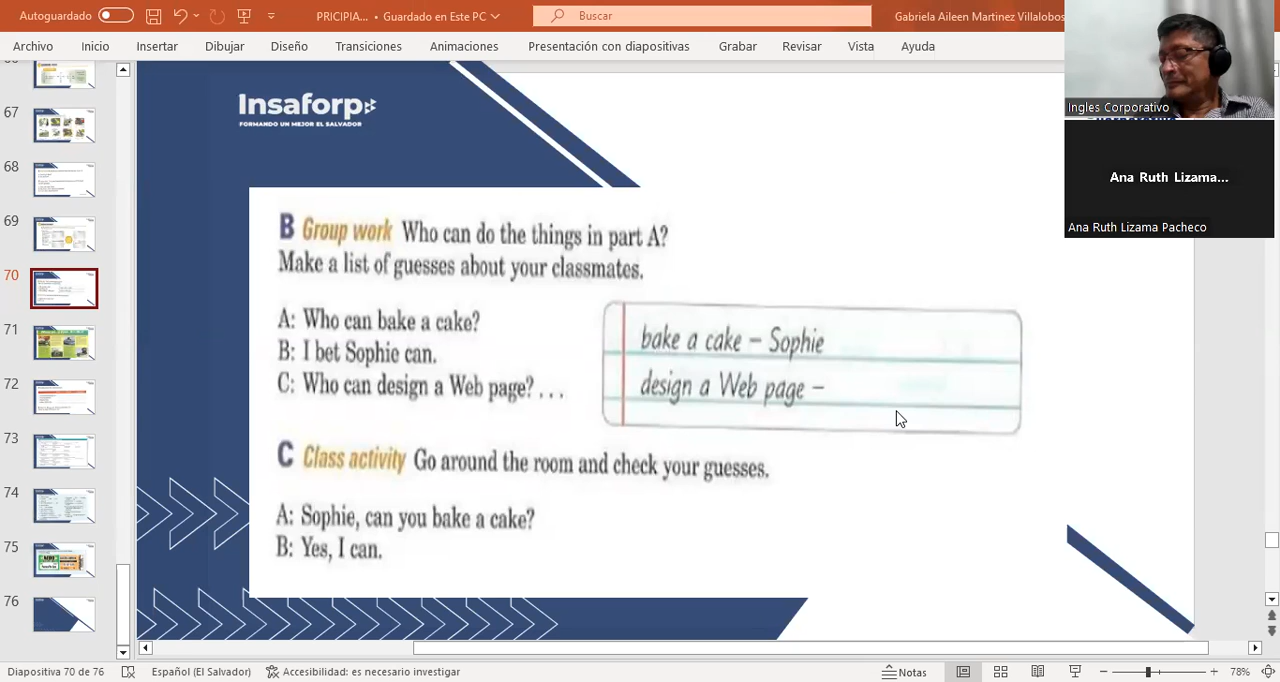 Autoguardado
PRICIPIA... • Guardado en Este PC
Buscar
Gabriela Aileen Martinez Villalobos
Archivo Inicio Insertar Dibujar Diseño Transiciones Animaciones Presentación con diapositivas Grabar Revisar Vista Ayuda
Ingles Corporativo
Ana Ruth Lizama...
Ana Ruth Lizama Pacheco
67
68
69
70
71
72
73
74
75
76
Insaforp
FORMANDO UN MEJOR EL SALVADOR
B Group work Who can do the things in part A?
Make a list of guesses about your classmates.
A: Who can bake a cake?
B: I bet Sophie can.
C: Who can design a Web page? . . .
bake a cake – Sophie
design a Web page –
C Class activity Go around the room and check your guesses.
A: Sophie, can you bake a cake?
B: Yes, I can.
Diapositiva 70 de 76 Español (El Salvador) Accesibilidad: es necesario investigar Notas 78%